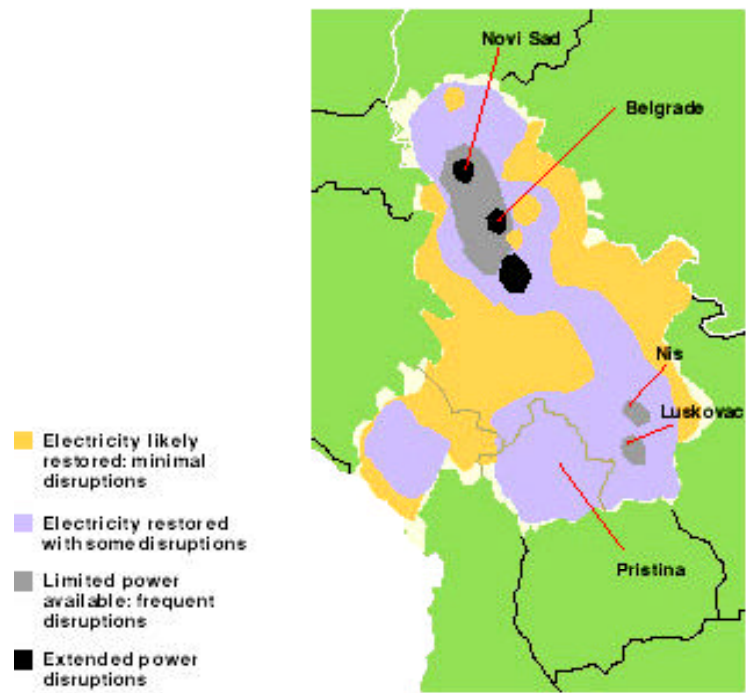 Novi Sad
Belgrade
Nis
Luskovac
Pristina
Electricity likely
restored: minimal
disruptions
Electricity restored
with some disruptions
Limited power
available: frequent
disruptions
Extended power
disruptions